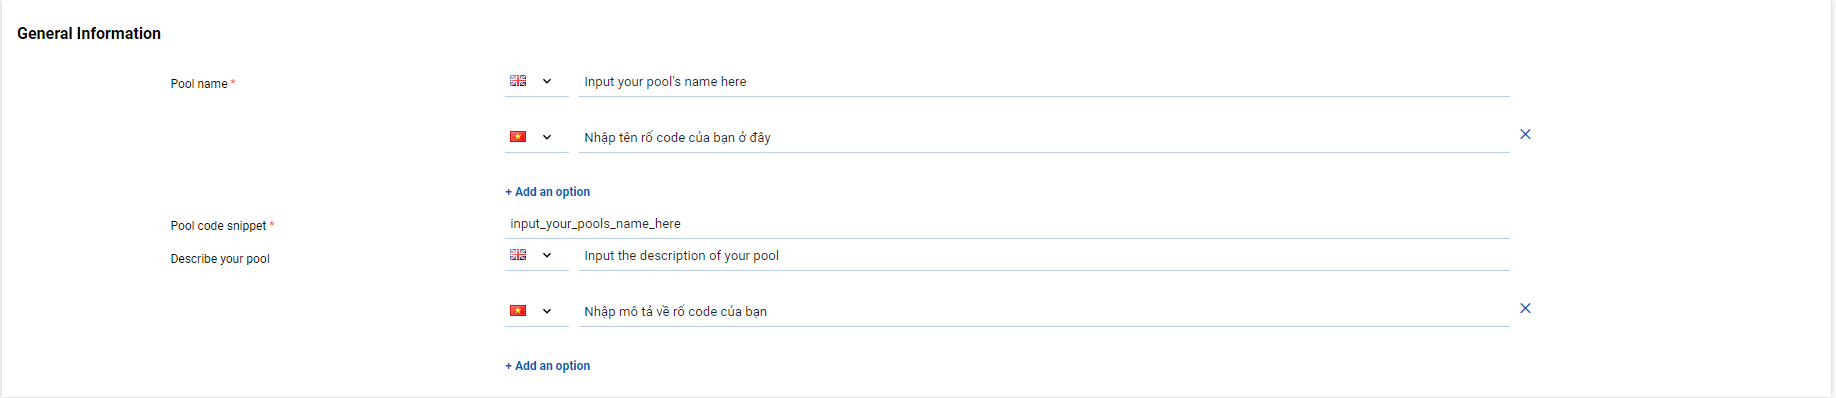 General Information
Pool name *
Input your pool's name here
Nhập tên rổ code của bạn ở đây
+ Add an option
Pool code snippet *
input_your_pools_name_here
Describe your pool
Input the description of your pool
Nhập mô tả về rổ code của bạn
+ Add an option